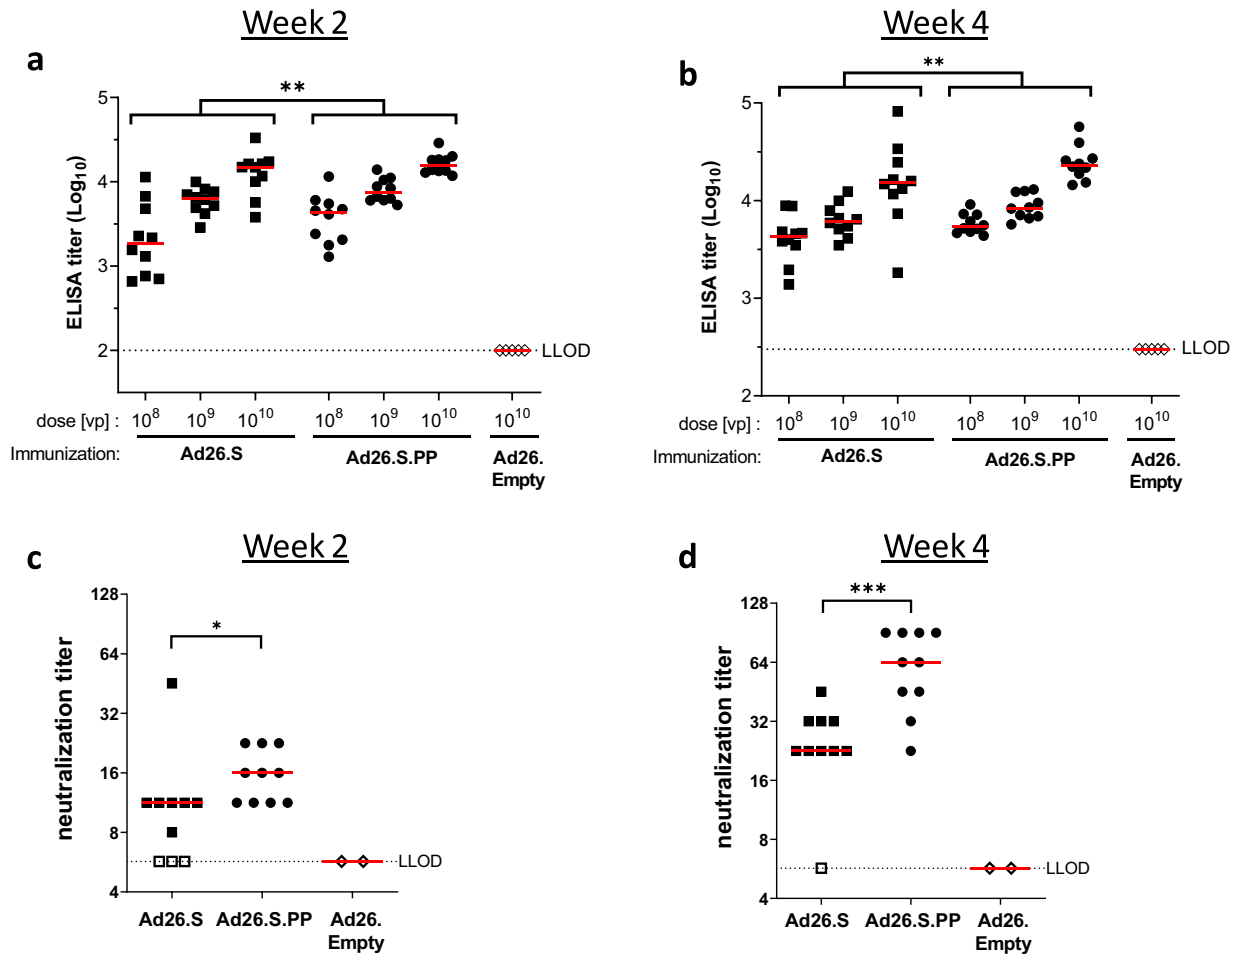 Week 2
a
**
5
4
3
2
ELISA titer (Log10)
LLOD
dose [vp] : 10^8 10^9 10^10 10^8 10^9 10^10 10^10
Immunization: Ad26.S Ad26.S.PP Ad26.
Empty
Week 4
b
**
5
4
3
2
ELISA titer (Log10)
LLOD
dose [vp] : 10^8 10^9 10^10 10^8 10^9 10^10 10^10
Immunization: Ad26.S Ad26.S.PP Ad26.
Empty
Week 2
c
*
128
64
32
16
8
4
neutralization titer
LLOD
Ad26.S Ad26.S.PP Ad26.
Empty
Week 4
d
***
128
64
32
16
8
4
neutralization titer
LLOD
Ad26.S Ad26.S.PP Ad26.
Empty